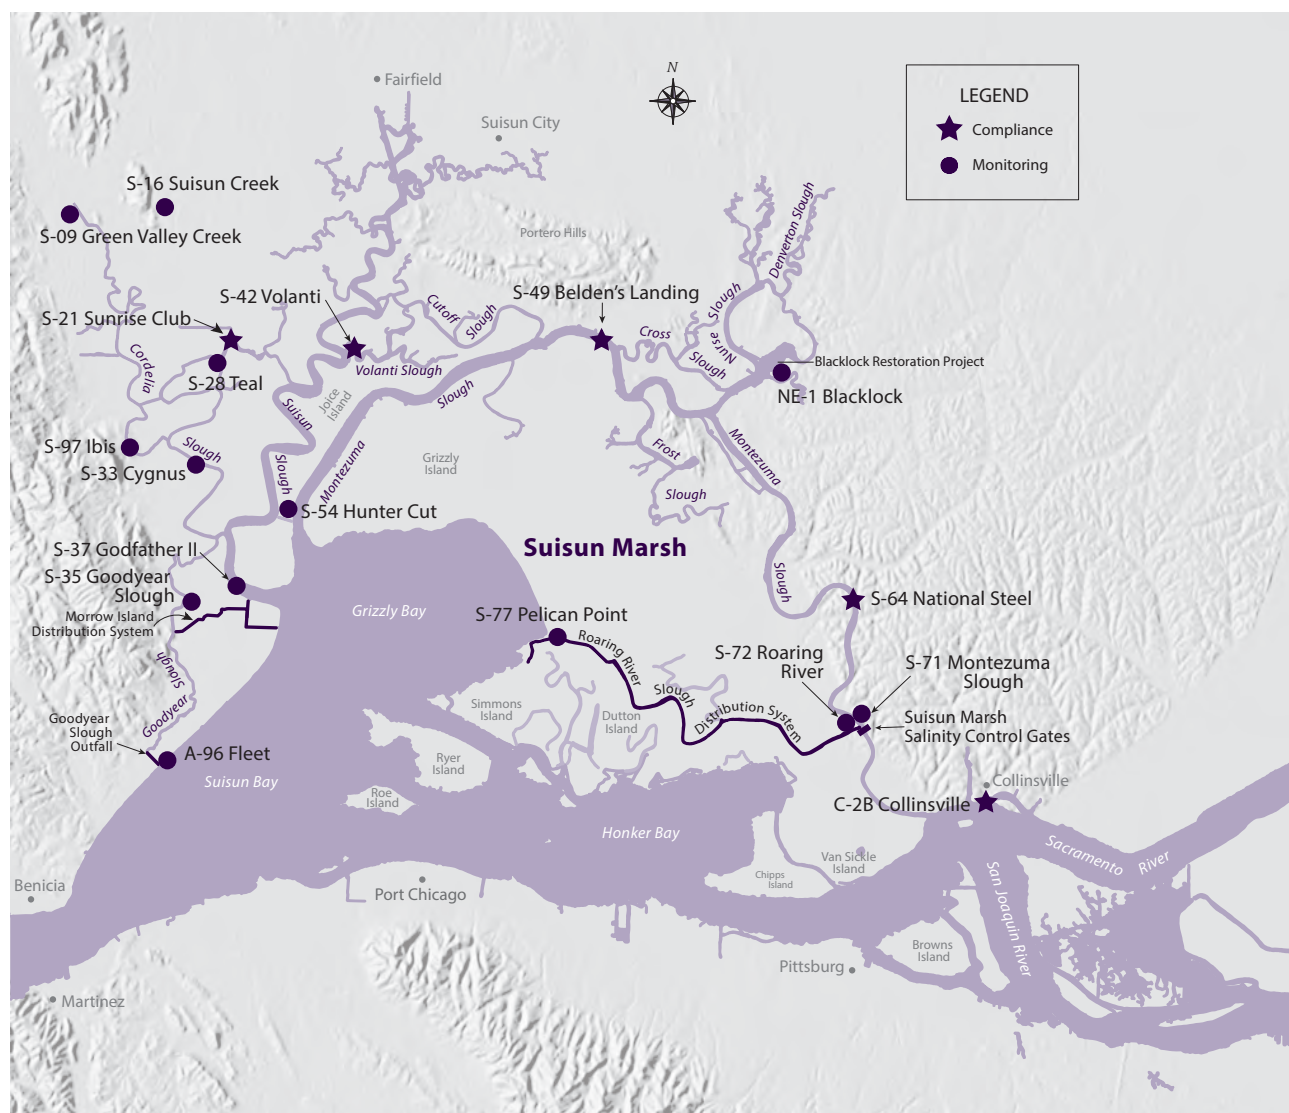 N
LEGEND
Compliance
Monitoring
Fairfield
Suisun City
S-16 Suisun Creek
S-09 Green Valley Creek
Portero Hills
Denverton Slough
S-42 Volanti
S-49 Belden's Landing
S-21 Sunrise Club
Cutoff
Slough
Cross
Slough
Nurse
Slough
Cordelia
Slough
S-28 Teal
Volanti Slough
Blacklock Restoration Project
NE-1 Blacklock
Joice
Island
Suisun
Slough
Montezuma
Slough
S-97 Ibis
S-33 Cygnus
Grizzly
Island
Frost
Slough
Montezuma
Slough
S-54 Hunter Cut
Suisun Marsh
S-37 Godfather II
S-35 Goodyear
Slough
Morrow Island
Distribution System
Grizzly Bay
S-77 Pelican Point
S-64 National Steel
Roaring River
Slough
Distribution System
S-72 Roaring
River
S-71 Montezuma
Slough
Suisun Marsh
Salinity Control Gates
Goodyear
Slough
Goodyear
Slough
Outfall
A-96 Fleet
Suisun Bay
Simmons
Island
Dutton
Island
Ryer
Island
Roe
Island
Collinsville
C-2B Collinsville
Honker Bay
Van Sickle
Island
Chipps
Island
Sacramento
River
San Joaquin River
Benicia
Port Chicago
Browns
Island
Pittsburg
Martinez